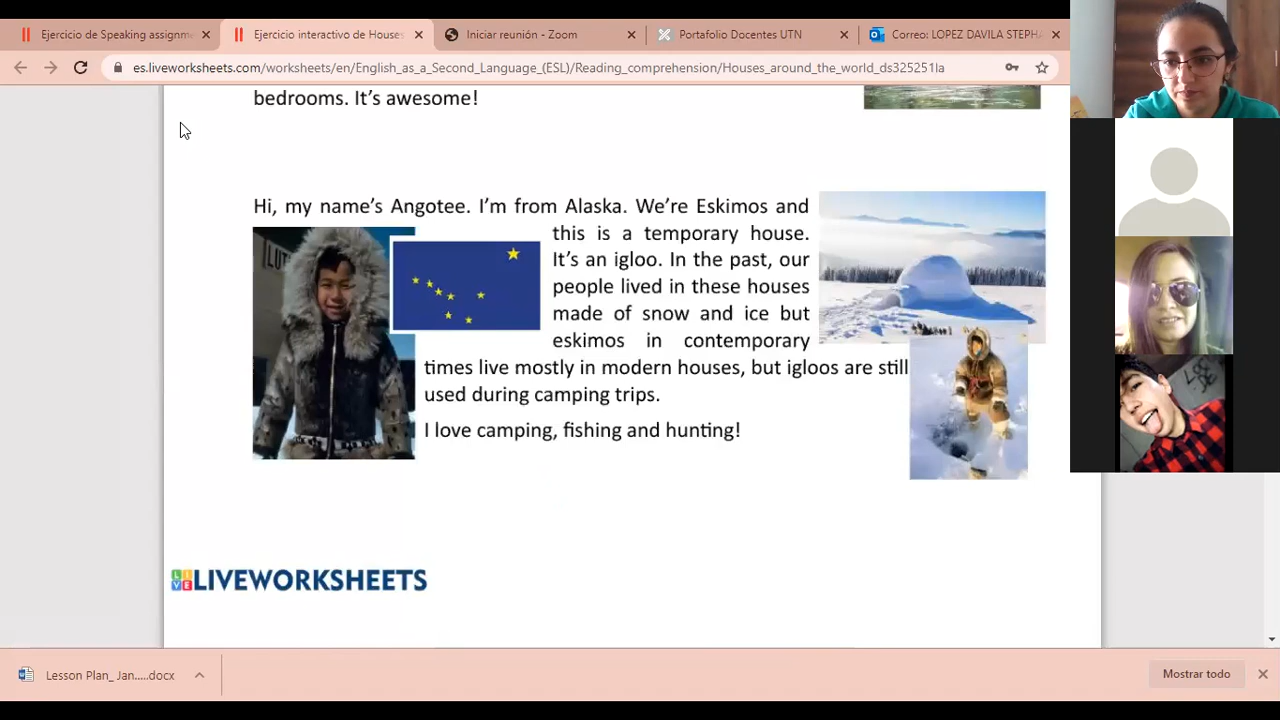 Ejercicio de Speaking assignm
Ejercicio interactivo de Houses
Iniciar reunión - Zoom
Portafolio Docentes UTN
Correo: LOPEZ DAVILA STEPHA
es.liveworksheets.com/worksheets/en/English_as_a_Second_Language_(ESL)/Reading_comprehension/Houses_around_the_world_ds325251la
bedrooms. It's awesome!
Hi, my name's Angotee. I'm from Alaska. We're Eskimos and
this is a temporary house.
It's an igloo. In the past, our
people lived in these houses
made of snow and ice but
eskimos in contemporary
times live mostly in modern houses, but igloos are still
used during camping trips.
I love camping, fishing and hunting!
LIVE
LIVEWORKSHEETS
Lesson Plan_ Jan.....docx
Mostrar todo